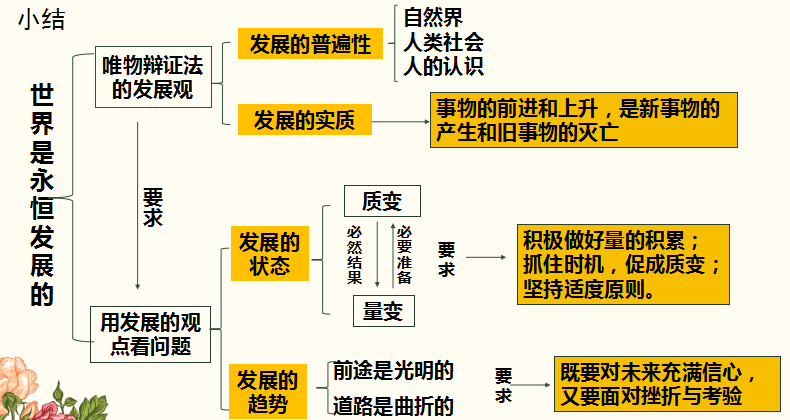 小结
世界是永恒发展的
唯物辩证法
的发展观
发展的普遍性
自然界
人类社会
人的认识
发展的实质
事物的前进和上升，是新事物的
产生和旧事物的灭亡
要求
用发展的观
点看问题
发展的
状态
质变
必然结果
必要准备
量变
要求
积极做好量的积累；
抓住时机，促成质变；
坚持适度原则。
发展的
趋势
前途是光明的
道路是曲折的
要求
既要对未来充满信心，
又要面对挫折与考验